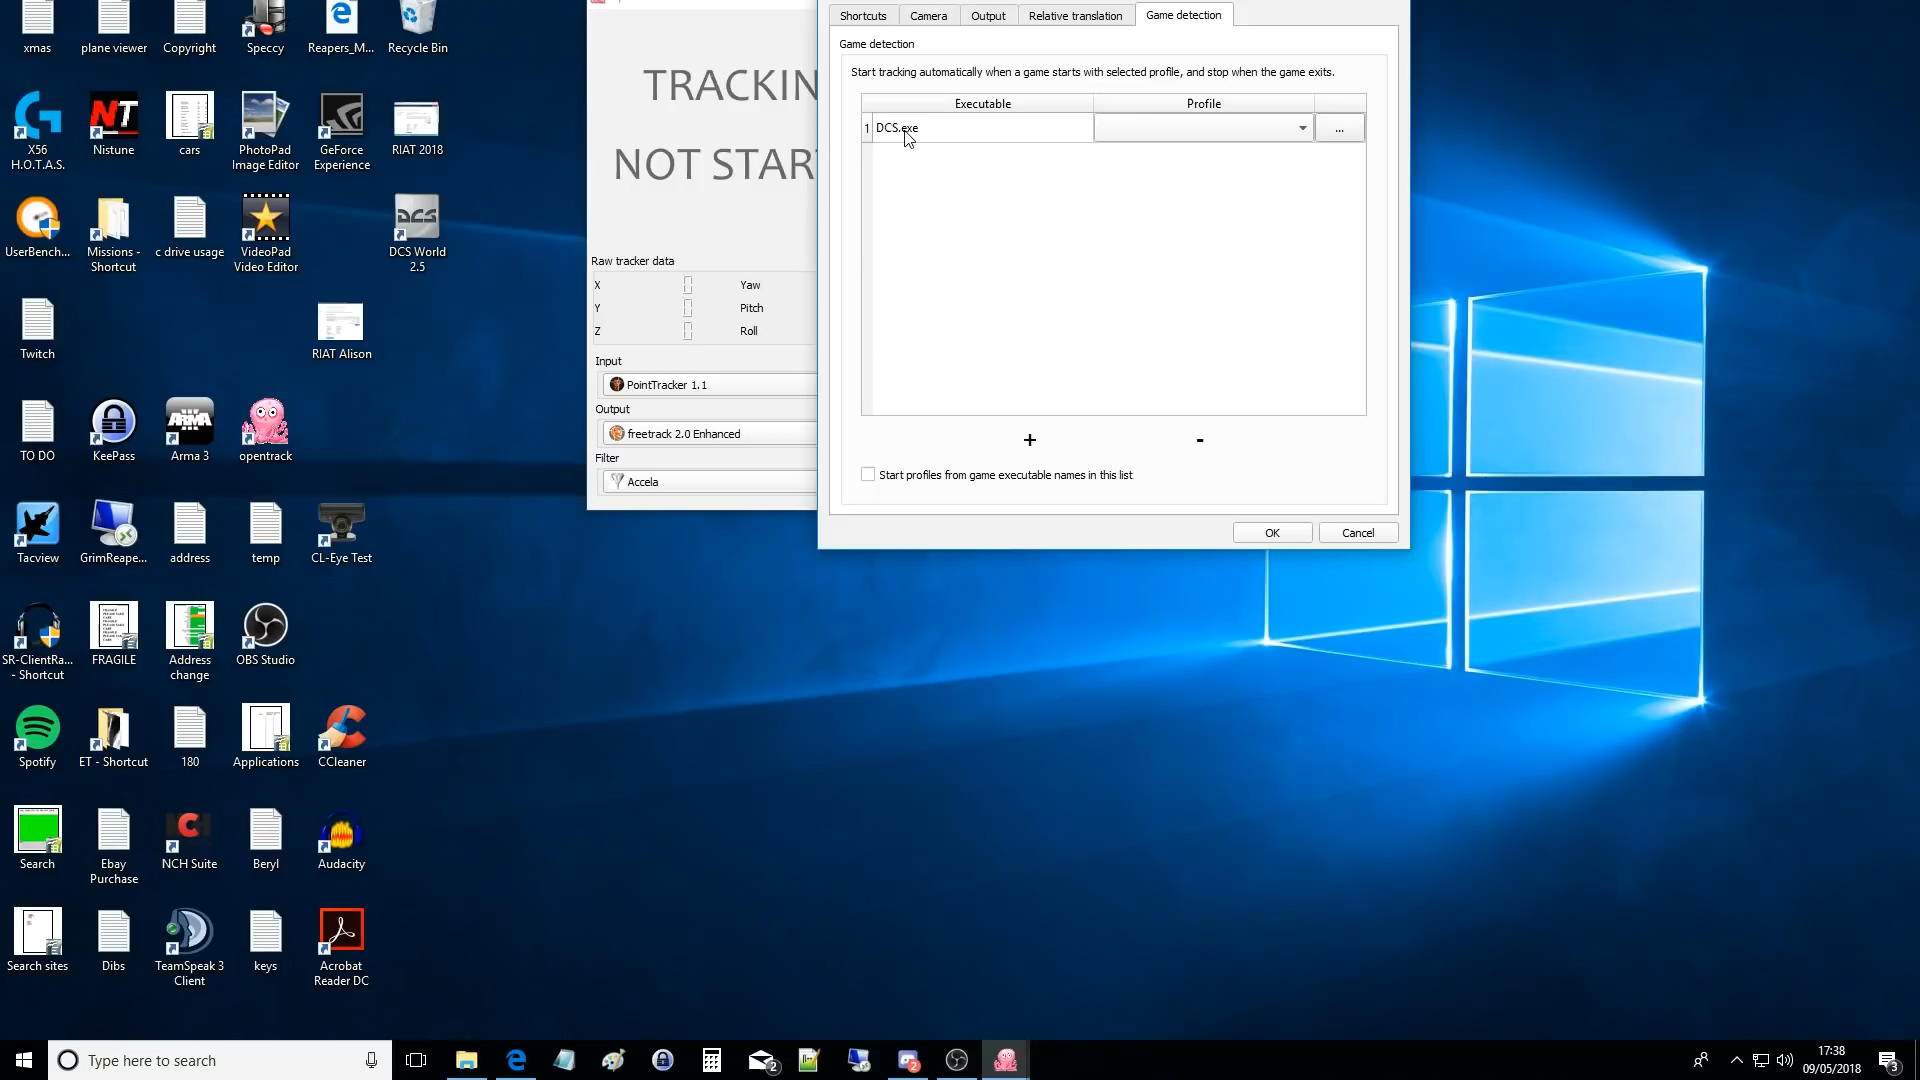 xmas
plane viewer
Copyright
Speccy
Reapers_M...
Recycle Bin
X56
H.O.T.A.S.
NT
Nistune
cars
PhotoPad
Image Editor
GeForce
Experience
RIAT 2018
UserBench...
Missions -
Shortcut
c drive usage
VideoPad
Video Editor
DCS
DCS World
2.5
Twitch
RIAT Alison
TO DO
KeePass
ARMA
Arma 3
opentrack
Tacview
GrimReape...
address
temp
CL-Eye Test
SR-ClientRa...
- Shortcut
FRAGILE
Address
change
OBS Studio
Spotify
ET - Shortcut
180
Applications
CCleaner
Search
Ebay
Purchase
NCH Suite
Beryl
Audacity
Search sites
Dibs
TeamSpeak 3
Client
keys
Acrobat
Reader DC
TRACKIN
NOT START
Raw tracker data
X
Yaw
Y
Pitch
Z
Roll
Input
PointTracker 1.1
Output
freetrack 2.0 Enhanced
Filter
Accela
Shortcuts
Camera
Output
Relative translation
Game detection
Game detection
Start tracking automatically when a game starts with selected profile, and stop when the game exits.
Executable
Profile
1
DCS.exe
...
+
-
Start profiles from game executable names in this list
OK
Cancel
Type here to search
2
2
17:38
09/05/2018
3